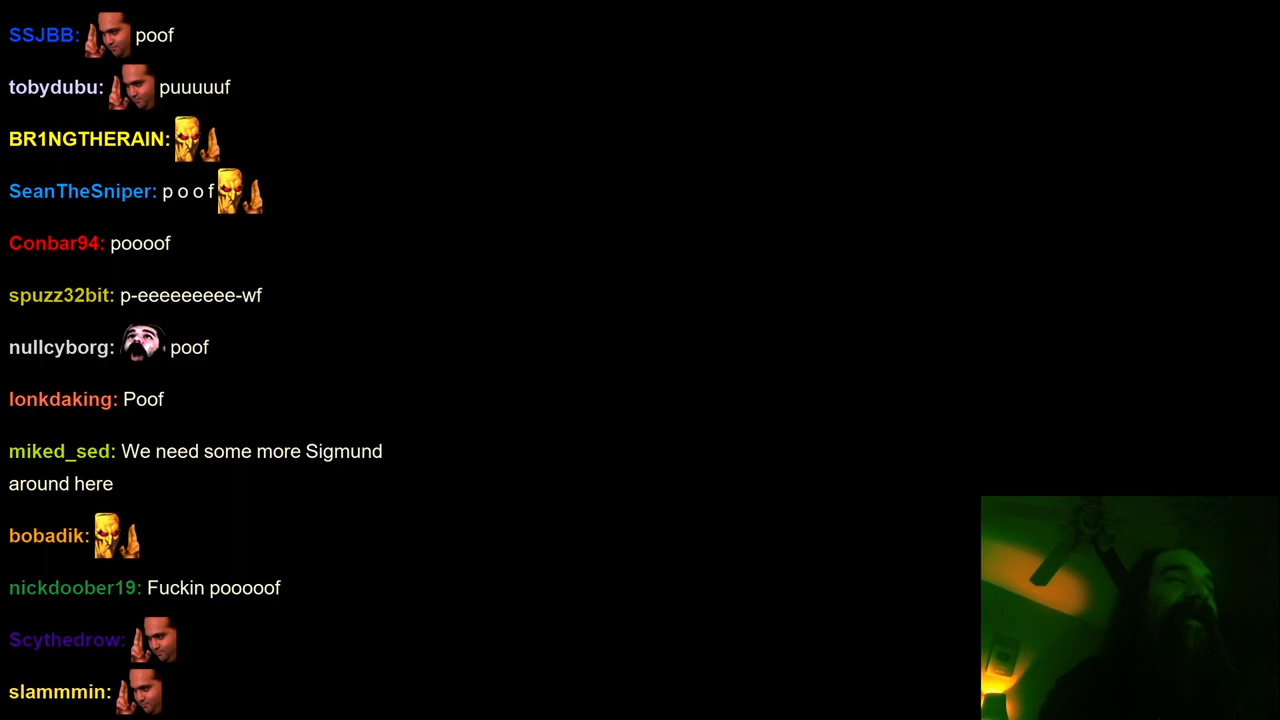 SSJBB: poof
tobydubu: puuuuuf
BR1NGTHERAIN:
SeanTheSniper: p o o f
Conbar94: poooof
spuzz32bit: p-eeeeeeeee-wf
nullcyborg: poof
lonkdaking: Poof
miked_sed: We need some more Sigmund
around here
bobadik:
nickdoober19: Fuckin pooooof
Scythedrow:
slammmin: